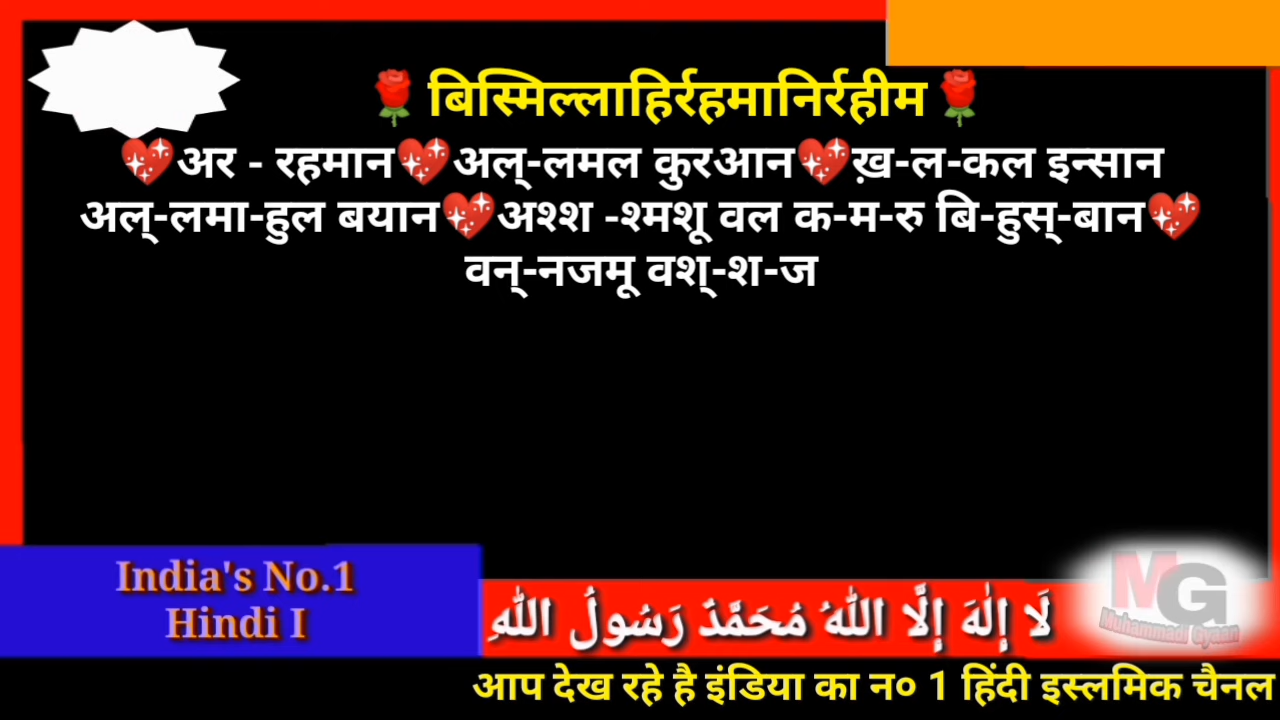 🌹बिस्मिल्लाहिर्रहमानिर्रहीम🌹
💖अर - रहमान💖अल्-लमल कुरआन💖ख़-ल-कल इन्सान
अल्-लमा-हुल बयान💖अश्श -श्मशू वल क-म-रु बि-हुस्-बान💖
वन्-नजमू वश्-श-ज
India's No.1
Hindi I
لَا إِلٰهَ إِلَّا اللّٰهُ مُحَمَّدٌ رَسُولُ اللّٰهِ
MG
Muhammadi Gyaan
आप देख रहे है इंडिया का न० 1 हिंदी इस्लमिक चैनल